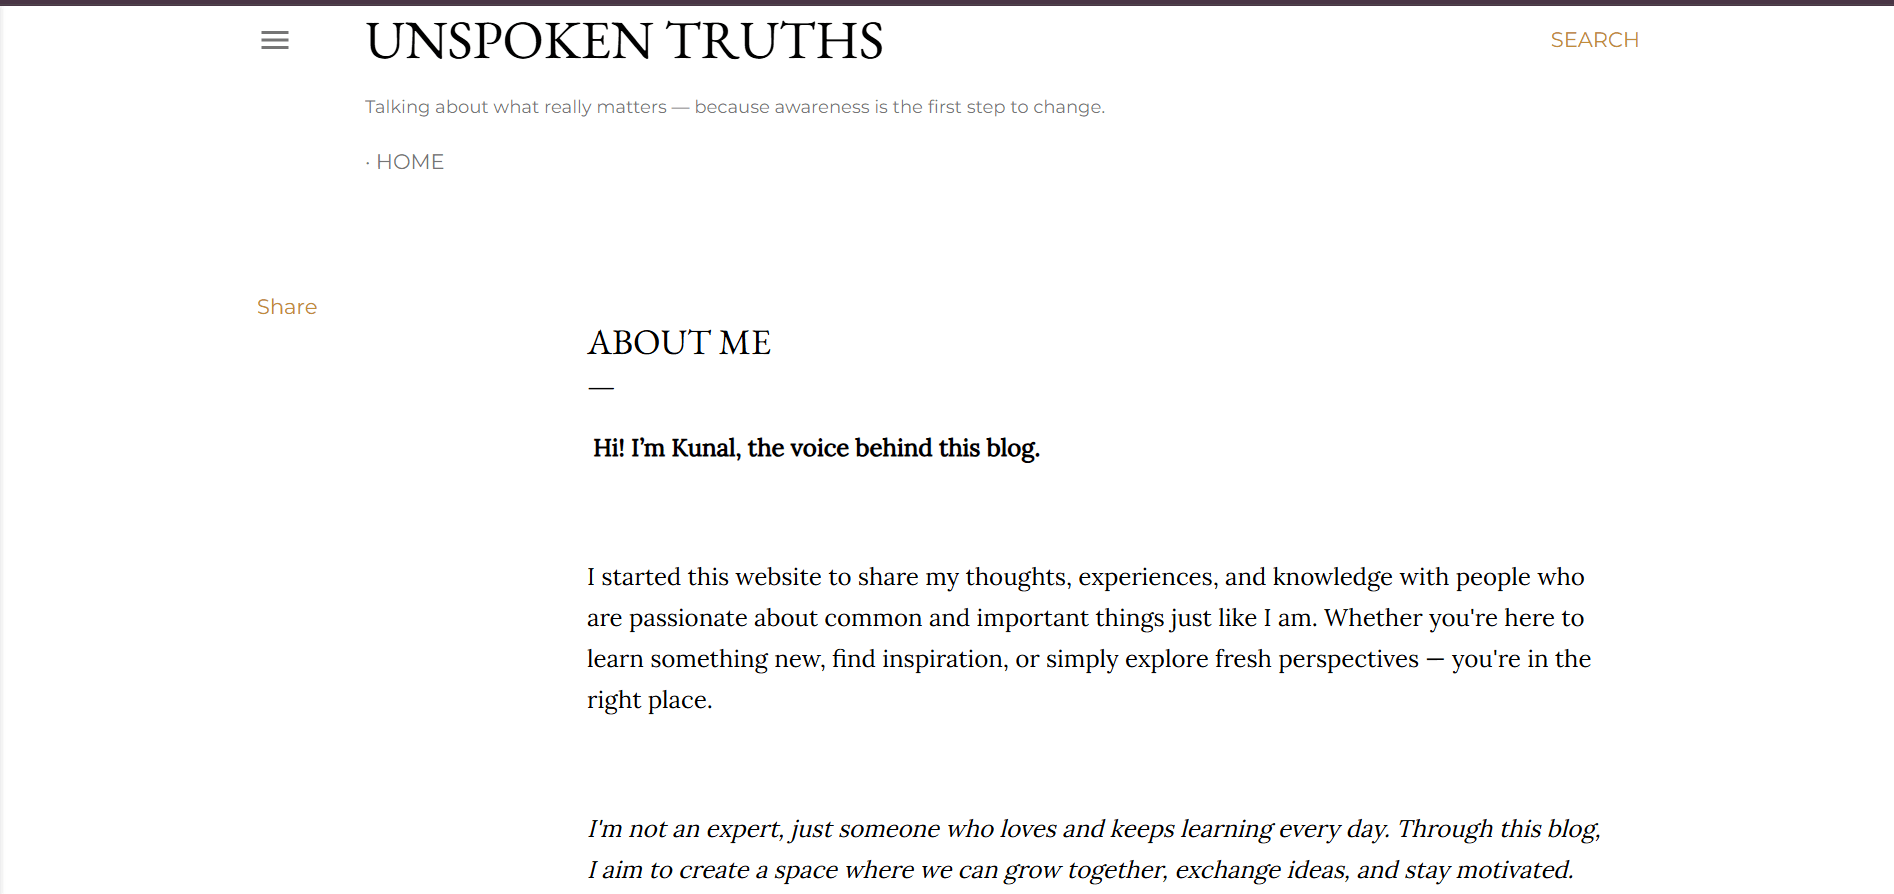 UNSPOKEN TRUTHS
SEARCH
Talking about what really matters — because awareness is the first step to change.
· HOME
Share
ABOUT ME
Hi! I’m Kunal, the voice behind this blog.
I started this website to share my thoughts, experiences, and knowledge with people who
are passionate about common and important things just like I am. Whether you're here to
learn something new, find inspiration, or simply explore fresh perspectives — you're in the
right place.
I'm not an expert, just someone who loves and keeps learning every day. Through this blog,
I aim to create a space where we can grow together, exchange ideas, and stay motivated.